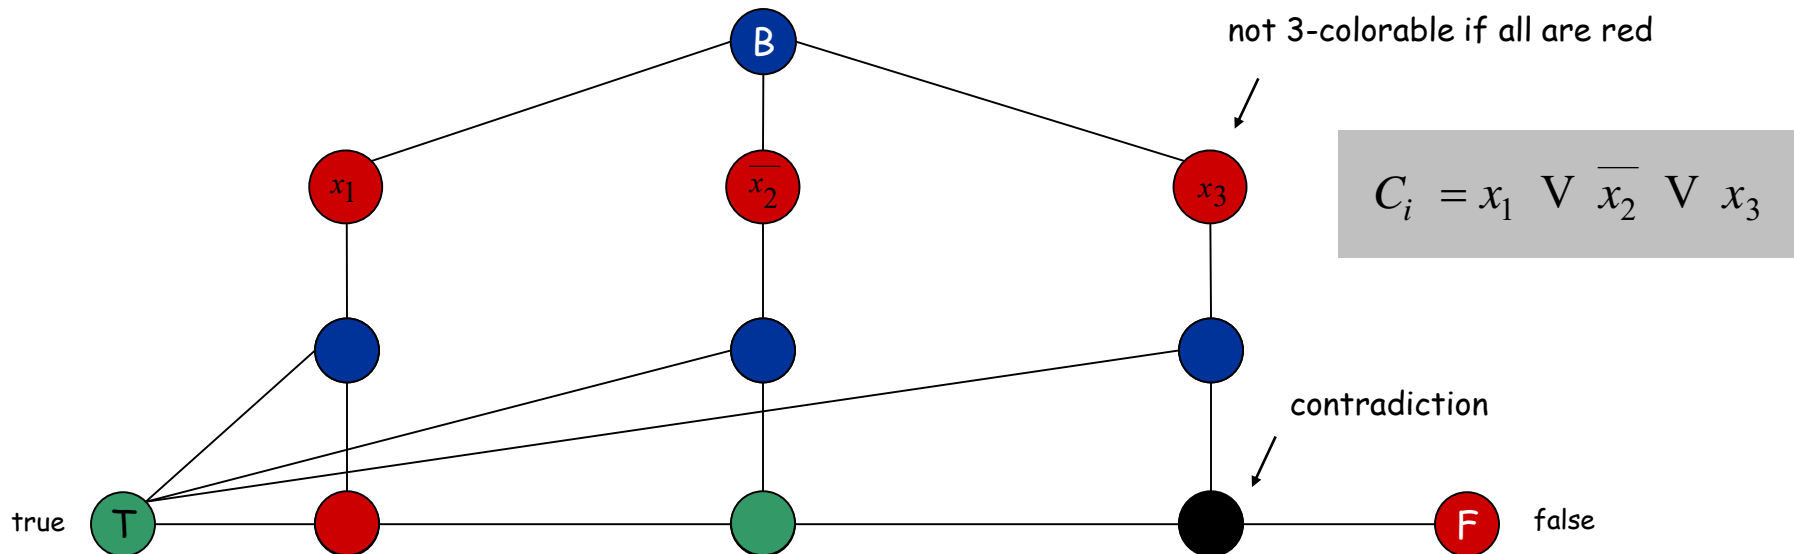 B
not 3-colorable if all are red
x₁
x̅₂
x₃
Cᵢ = x₁ V x̅₂ V x₃
contradiction
true
T
F
false